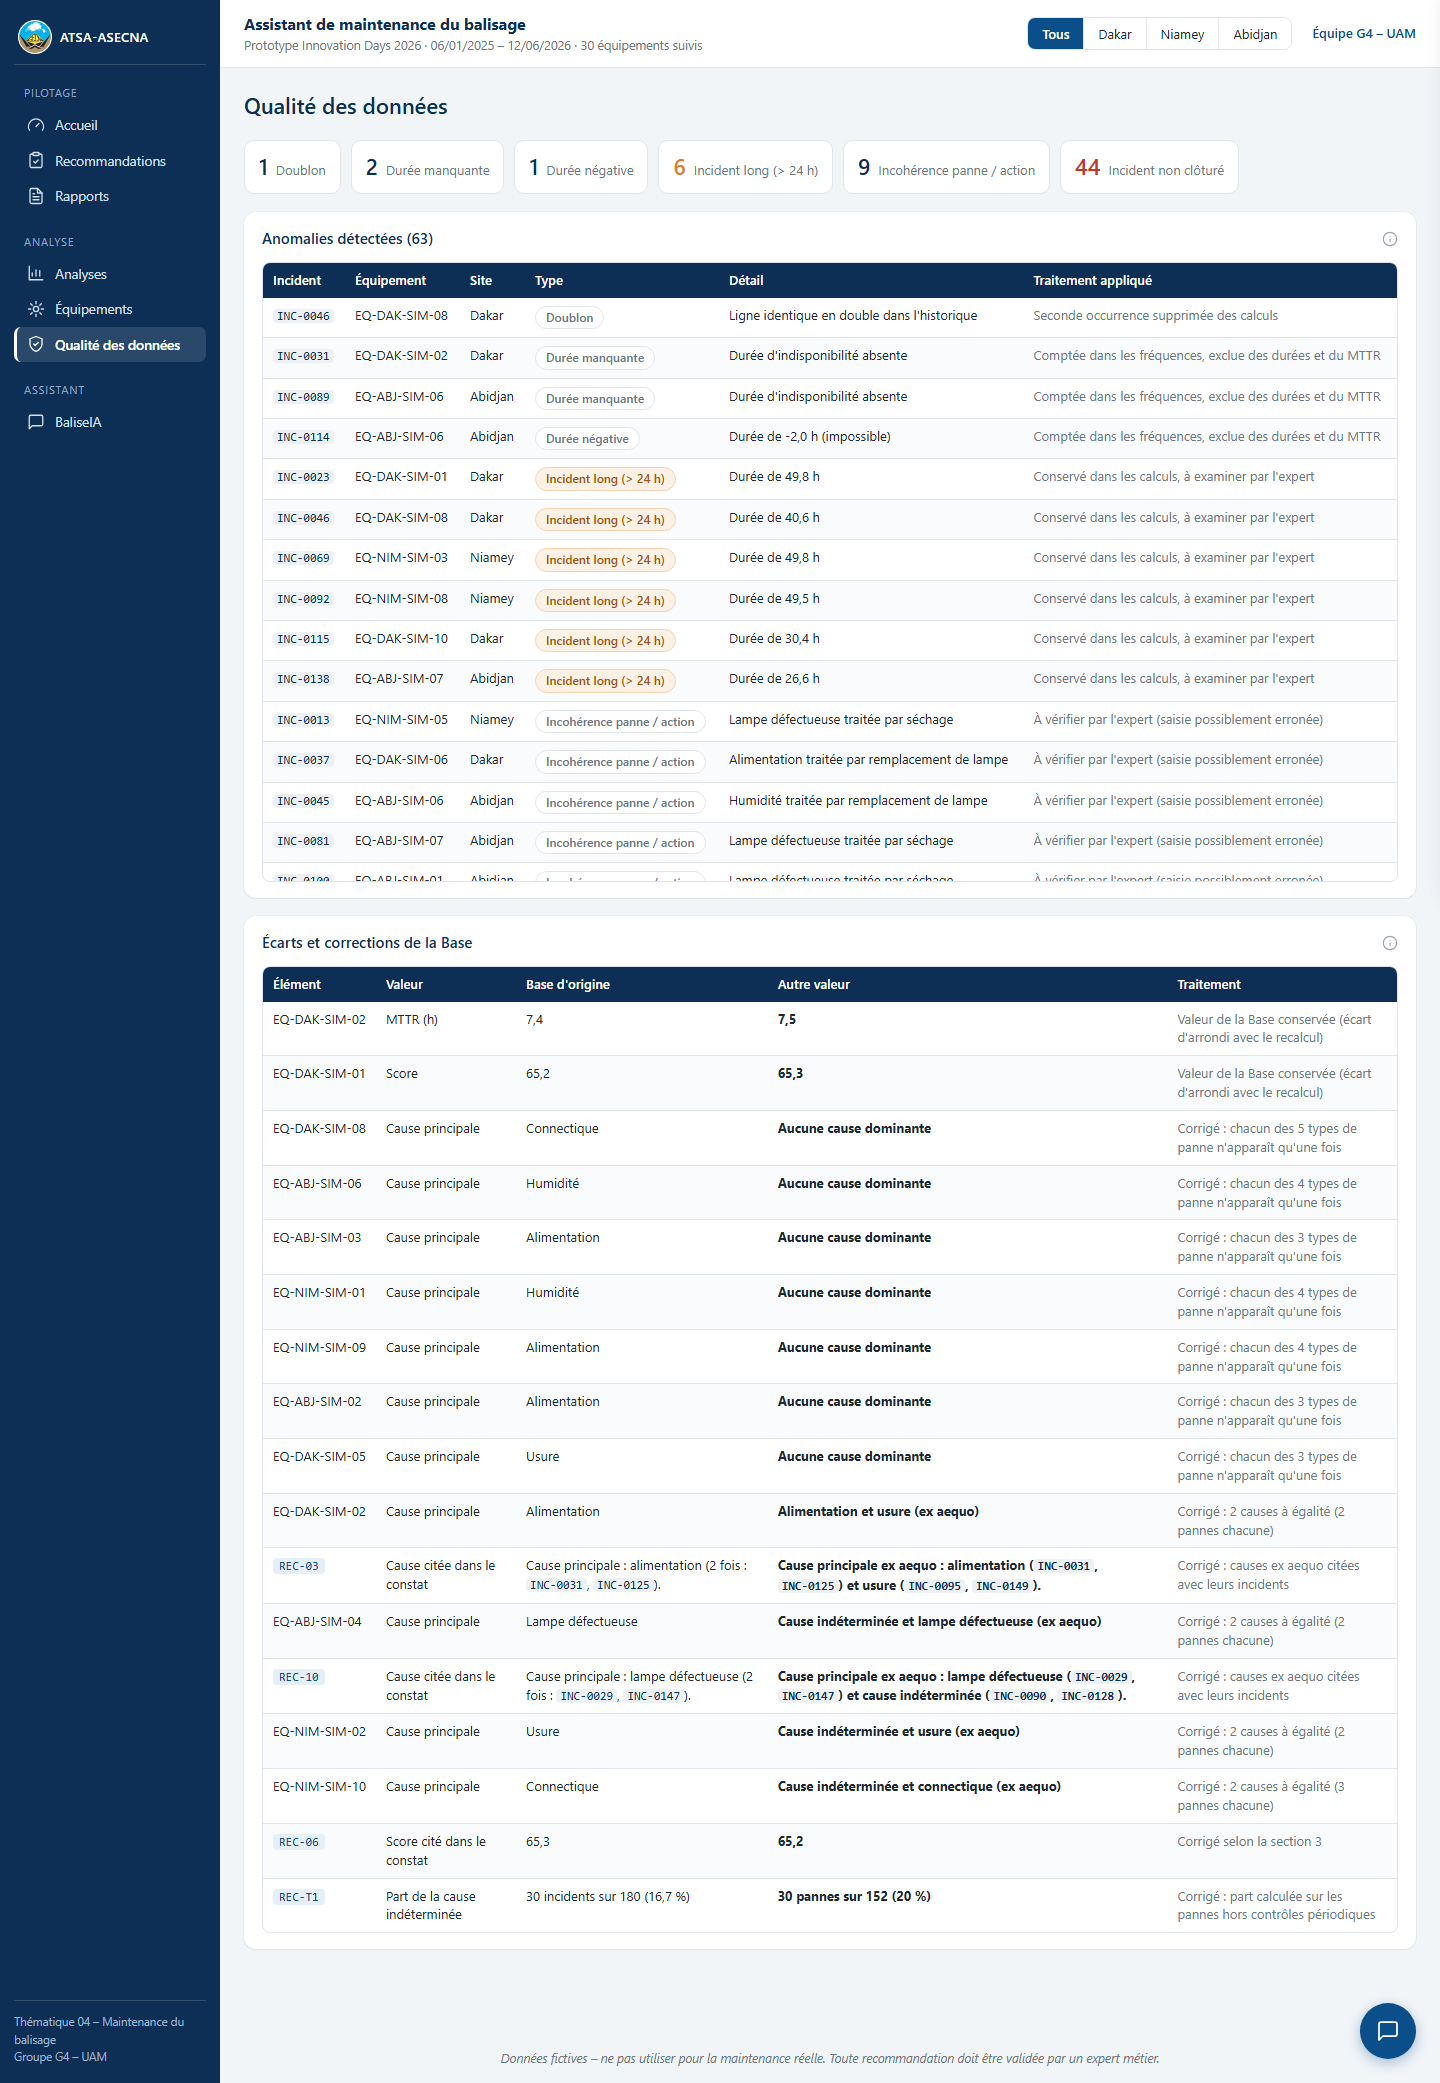 ATSA-ASECNA
PILOTAGE
Accueil
Recommandations
Rapports
ANALYSE
Analyses
Équipements
Qualité des données
ASSISTANT
BaliseIA
Thématique 04 – Maintenance du
balisage
Groupe G4 – UAM
Assistant de maintenance du balisage
Prototype Innovation Days 2026 · 06/01/2025 – 12/06/2026 · 30 équipements suivis
Tous Dakar Niamey Abidjan Équipe G4 – UAM
Qualité des données
1 Doublon 2 Durée manquante 1 Durée négative 6 Incident long (> 24 h) 9 Incohérence panne / action 44 Incident non clôturé
Anomalies détectées (63)
Incident Équipement Site Type Détail Traitement appliqué
INC-0046 EQ-DAK-SIM-08 Dakar Doublon Ligne identique en double dans l'historique Seconde occurrence supprimée des calculs
INC-0031 EQ-DAK-SIM-02 Dakar Durée manquante Durée d'indisponibilité absente Comptée dans les fréquences, exclue des durées et du MTTR
INC-0089 EQ-ABJ-SIM-06 Abidjan Durée manquante Durée d'indisponibilité absente Comptée dans les fréquences, exclue des durées et du MTTR
INC-0114 EQ-ABJ-SIM-06 Abidjan Durée négative Durée de -2,0 h (impossible) Comptée dans les fréquences, exclue des durées et du MTTR
INC-0023 EQ-DAK-SIM-01 Dakar Incident long (> 24 h) Durée de 49,8 h Conservé dans les calculs, à examiner par l'expert
INC-0046 EQ-DAK-SIM-08 Dakar Incident long (> 24 h) Durée de 40,6 h Conservé dans les calculs, à examiner par l'expert
INC-0069 EQ-NIM-SIM-03 Niamey Incident long (> 24 h) Durée de 49,8 h Conservé dans les calculs, à examiner par l'expert
INC-0092 EQ-NIM-SIM-08 Niamey Incident long (> 24 h) Durée de 49,5 h Conservé dans les calculs, à examiner par l'expert
INC-0115 EQ-DAK-SIM-10 Dakar Incident long (> 24 h) Durée de 30,4 h Conservé dans les calculs, à examiner par l'expert
INC-0138 EQ-ABJ-SIM-07 Abidjan Incident long (> 24 h) Durée de 26,6 h Conservé dans les calculs, à examiner par l'expert
INC-0013 EQ-NIM-SIM-05 Niamey Incohérence panne / action Lampe défectueuse traitée par séchage À vérifier par l'expert (saisie possiblement erronée)
INC-0037 EQ-DAK-SIM-06 Dakar Incohérence panne / action Alimentation traitée par remplacement de lampe À vérifier par l'expert (saisie possiblement erronée)
INC-0045 EQ-ABJ-SIM-06 Abidjan Incohérence panne / action Humidité traitée par remplacement de lampe À vérifier par l'expert (saisie possiblement erronée)
INC-0081 EQ-ABJ-SIM-07 Abidjan Incohérence panne / action Lampe défectueuse traitée par séchage À vérifier par l'expert (saisie possiblement erronée)
INC-0100 EQ-ABJ-SIM-01 Abidjan Incohérence panne / action Lampe défectueuse traitée par séchage À vérifier par l'expert (saisie possiblement erronée)
Écarts et corrections de la Base
Élément Valeur Base d'origine Autre valeur Traitement
EQ-DAK-SIM-02 MTTR (h) 7,4 7,5 Valeur de la Base conservée (écart
d'arrondi avec le recalcul)
EQ-DAK-SIM-01 Score 65,2 65,3 Valeur de la Base conservée (écart
d'arrondi avec le recalcul)
EQ-DAK-SIM-08 Cause principale Connectique Aucune cause dominante Corrigé : chacun des 5 types de
panne n'apparaît qu'une fois
EQ-ABJ-SIM-06 Cause principale Humidité Aucune cause dominante Corrigé : chacun des 4 types de
panne n'apparaît qu'une fois
EQ-ABJ-SIM-03 Cause principale Alimentation Aucune cause dominante Corrigé : chacun des 3 types de
panne n'apparaît qu'une fois
EQ-NIM-SIM-01 Cause principale Humidité Aucune cause dominante Corrigé : chacun des 4 types de
panne n'apparaît qu'une fois
EQ-NIM-SIM-09 Cause principale Alimentation Aucune cause dominante Corrigé : chacun des 4 types de
panne n'apparaît qu'une fois
EQ-ABJ-SIM-02 Cause principale Alimentation Aucune cause dominante Corrigé : chacun des 3 types de
panne n'apparaît qu'une fois
EQ-DAK-SIM-05 Cause principale Usure Aucune cause dominante Corrigé : chacun des 3 types de
panne n'apparaît qu'une fois
EQ-DAK-SIM-02 Cause principale Alimentation Alimentation et usure (ex aequo) Corrigé : 2 causes à égalité (2
pannes chacune)
REC-03 Cause citée dans le Cause principale : alimentation (2 fois : Cause principale ex aequo : alimentation ( INC-0031 , Corrigé : causes ex aequo citées
constat INC-0031, INC-0125 ). INC-0125 ) et usure ( INC-0095 , INC-0149 ). avec leurs incidents
EQ-ABJ-SIM-04 Cause principale Lampe défectueuse Cause indéterminée et lampe défectueuse (ex aequo) Corrigé : 2 causes à égalité (2
pannes chacune)
REC-10 Cause citée dans le Cause principale : lampe défectueuse (2 Cause principale ex aequo : lampe défectueuse ( INC-0029 , Corrigé : causes ex aequo citées
constat fois : INC-0029, INC-0147 ). INC-0147 ) et cause indéterminée ( INC-0090 , INC-0128 ). avec leurs incidents
EQ-NIM-SIM-02 Cause principale Usure Cause indéterminée et usure (ex aequo) Corrigé : 2 causes à égalité (2
pannes chacune)
EQ-NIM-SIM-10 Cause principale Connectique Cause indéterminée et connectique (ex aequo) Corrigé : 2 causes à égalité (3
pannes chacune)
REC-06 Score cité dans le 65,3 65,2 Corrigé selon la section 3
constat
REC-T1 Part de la cause 30 incidents sur 180 (16,7 %) 30 pannes sur 152 (20 %) Corrigé : part calculée sur les
indéterminée pannes hors contrôles périodiques
Données fictives – ne pas utiliser pour la maintenance réelle. Toute recommandation doit être validée par un expert métier.